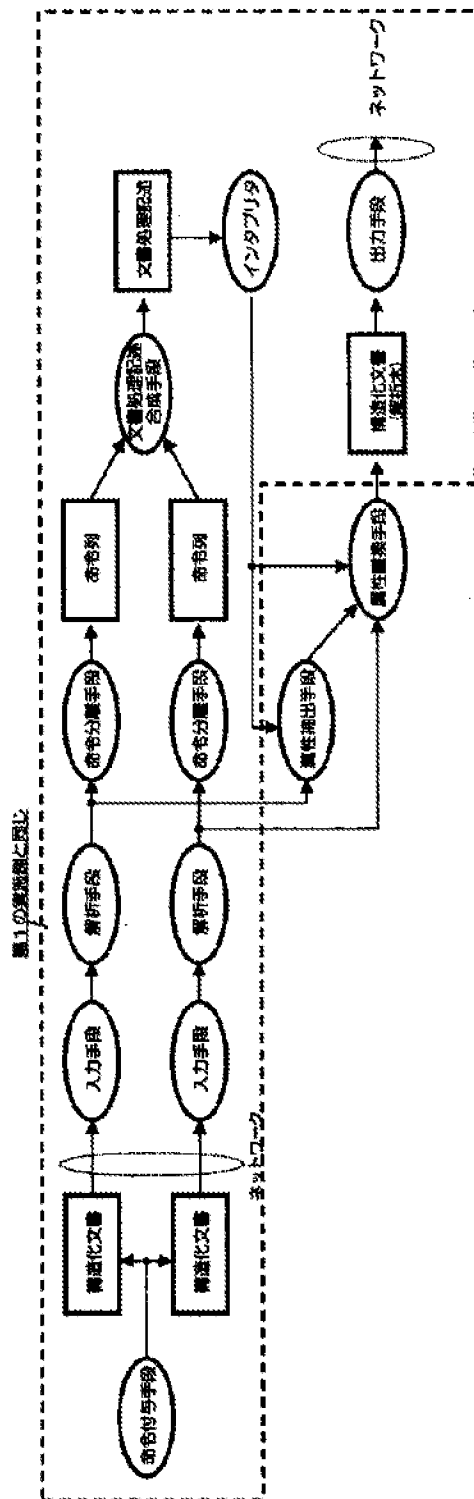 第1の実施例と同じ
命令付与手段
構造化文書
構造化文書
ネットワーク
入力手段
入力手段
解析手段
解析手段
命令分離手段
命令分離手段
命令列
命令列
文書処理記述
合成手段
文書処理記述
インタプリタ
属性抽出手段
属性置換手段
構造化文書
(解析木)
出力手段
ネットワーク